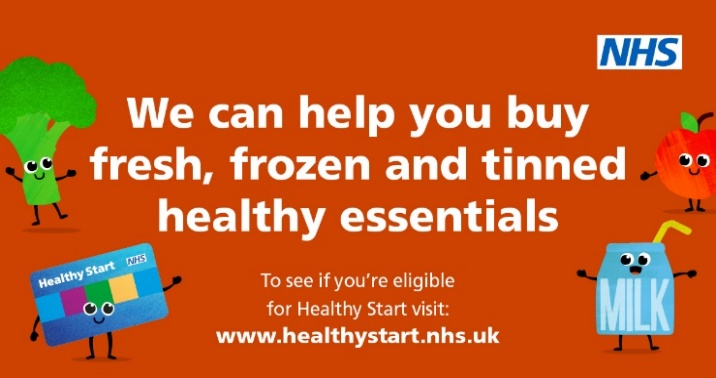 NHS
We can help you buy
fresh, frozen and tinned
healthy essentials
Healthy Start NHS
To see if you're eligible
for Healthy Start visit:
www.healthystart.nhs.uk
MILK